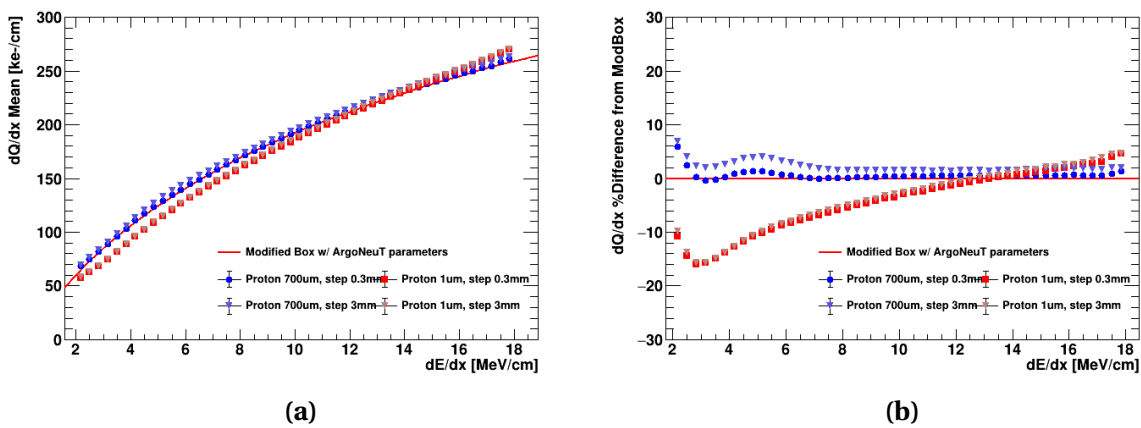 dQ/dx Mean [ke-/cm]
300
250
200
150
100
50
0
Modified Box w/ ArgoNeuT parameters
Proton 700um, step 0.3mm
Proton 1um, step 0.3mm
Proton 700um, step 3mm
Proton 1um, step 3mm
2 4 6 8 10 12 14 16 18
dE/dx [MeV/cm]
(a)
dQ/dx %Difference from ModBox
30
20
10
0
−10
−20
−30
Modified Box w/ ArgoNeuT parameters
Proton 700um, step 0.3mm
Proton 1um, step 0.3mm
Proton 700um, step 3mm
Proton 1um, step 3mm
2 4 6 8 10 12 14 16 18
dE/dx [MeV/cm]
(b)